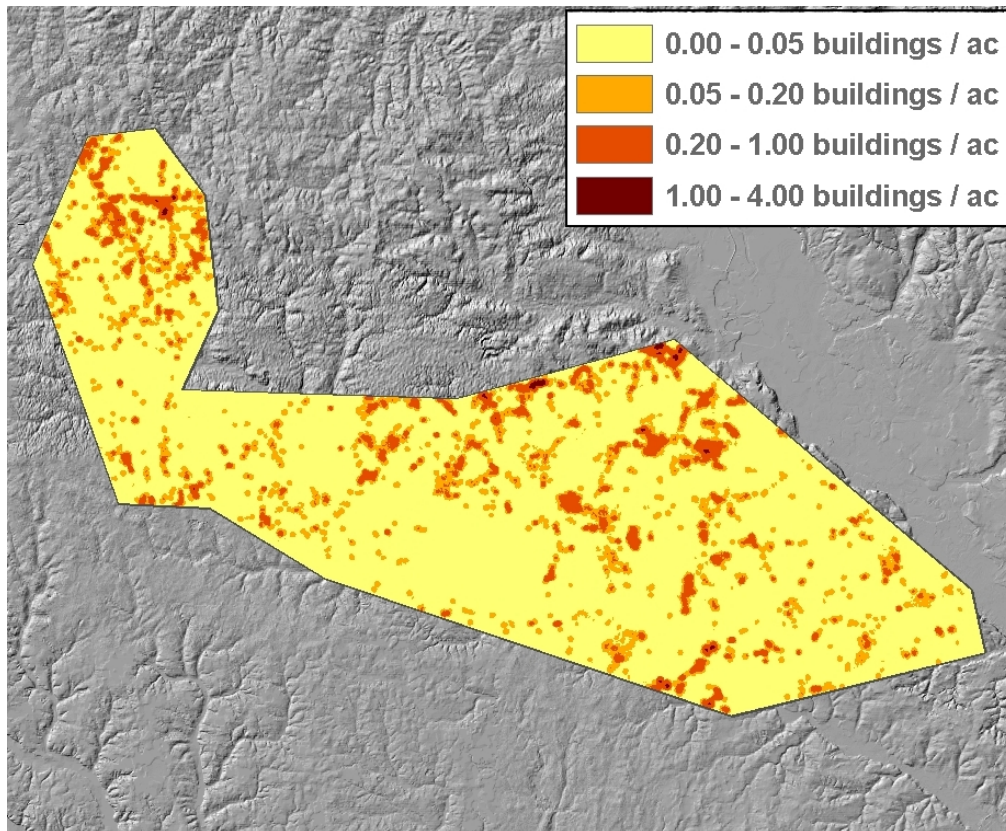 0.00 - 0.05 buildings / ac
0.05 - 0.20 buildings / ac
0.20 - 1.00 buildings / ac
1.00 - 4.00 buildings / ac